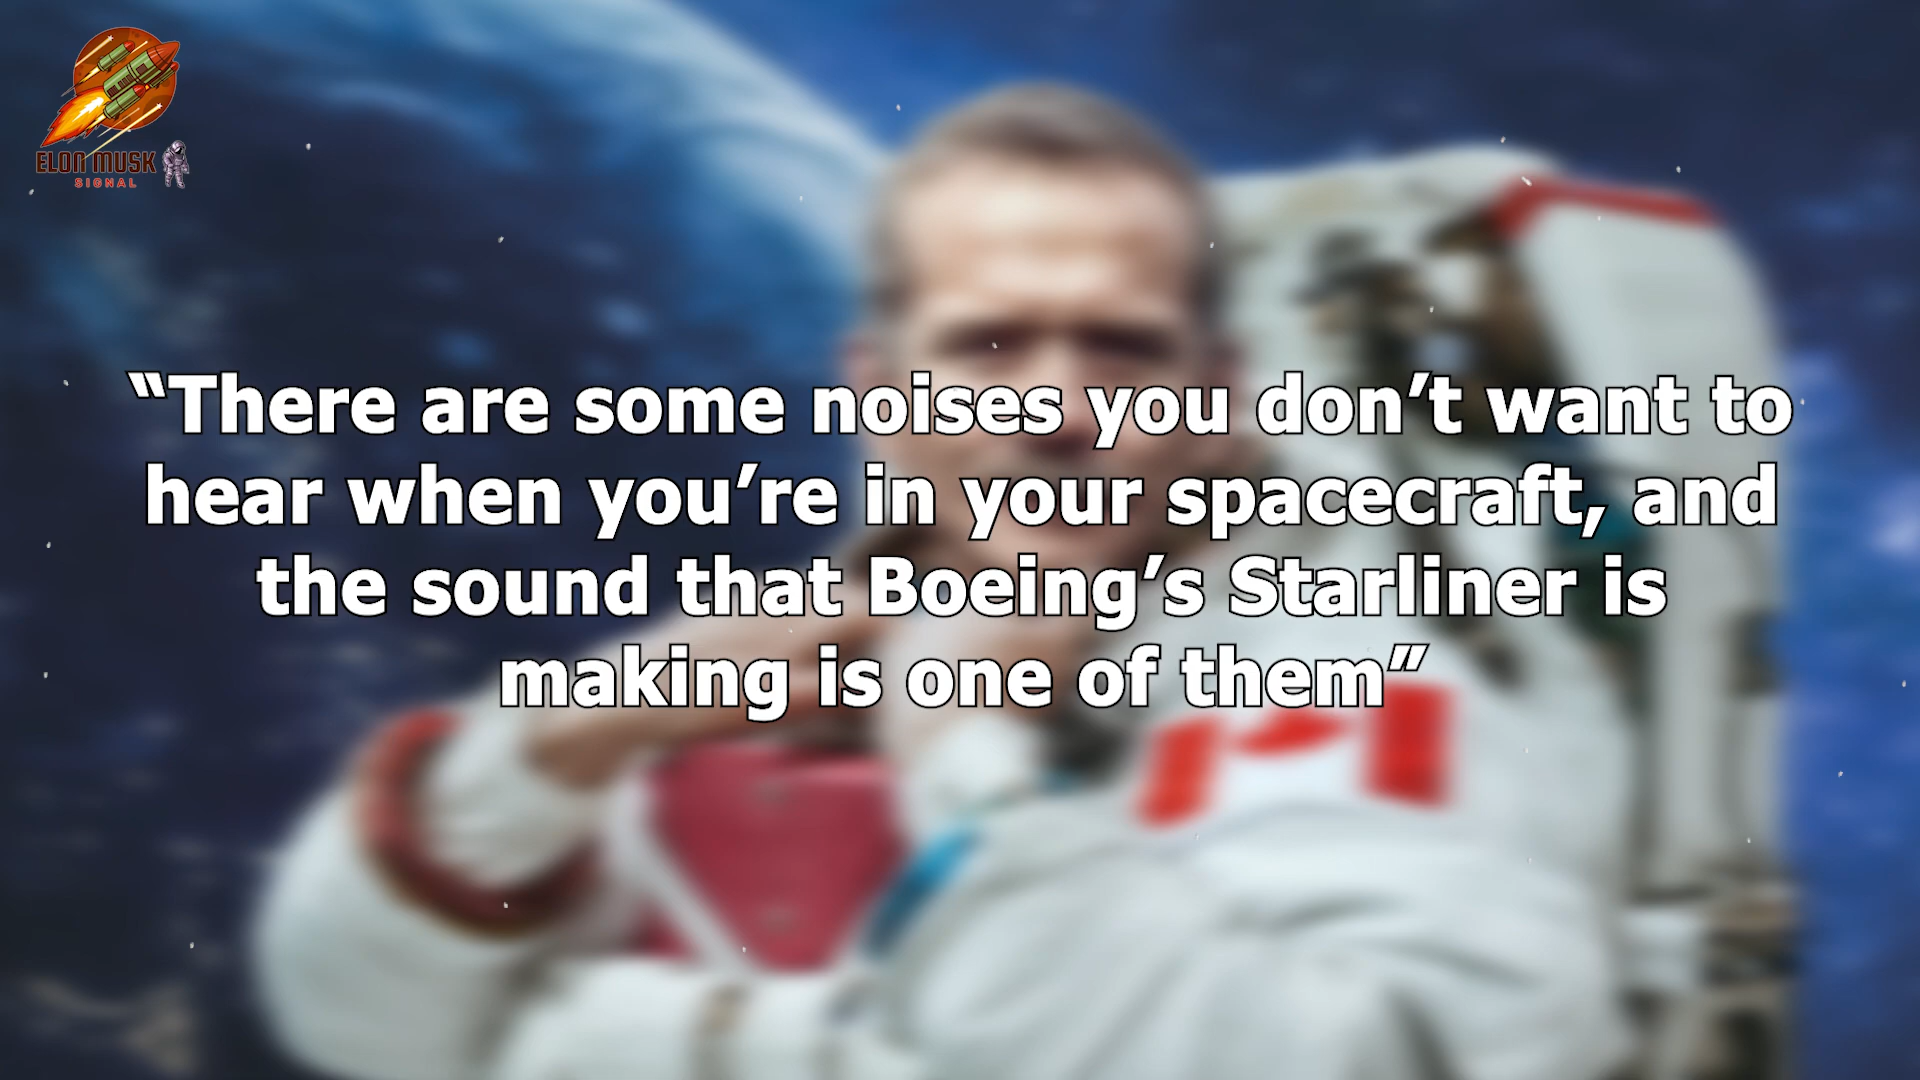 ELON MUSK
SIGNAL
“There are some noises you don’t want to
hear when you’re in your spacecraft, and
the sound that Boeing’s Starliner is
making is one of them”